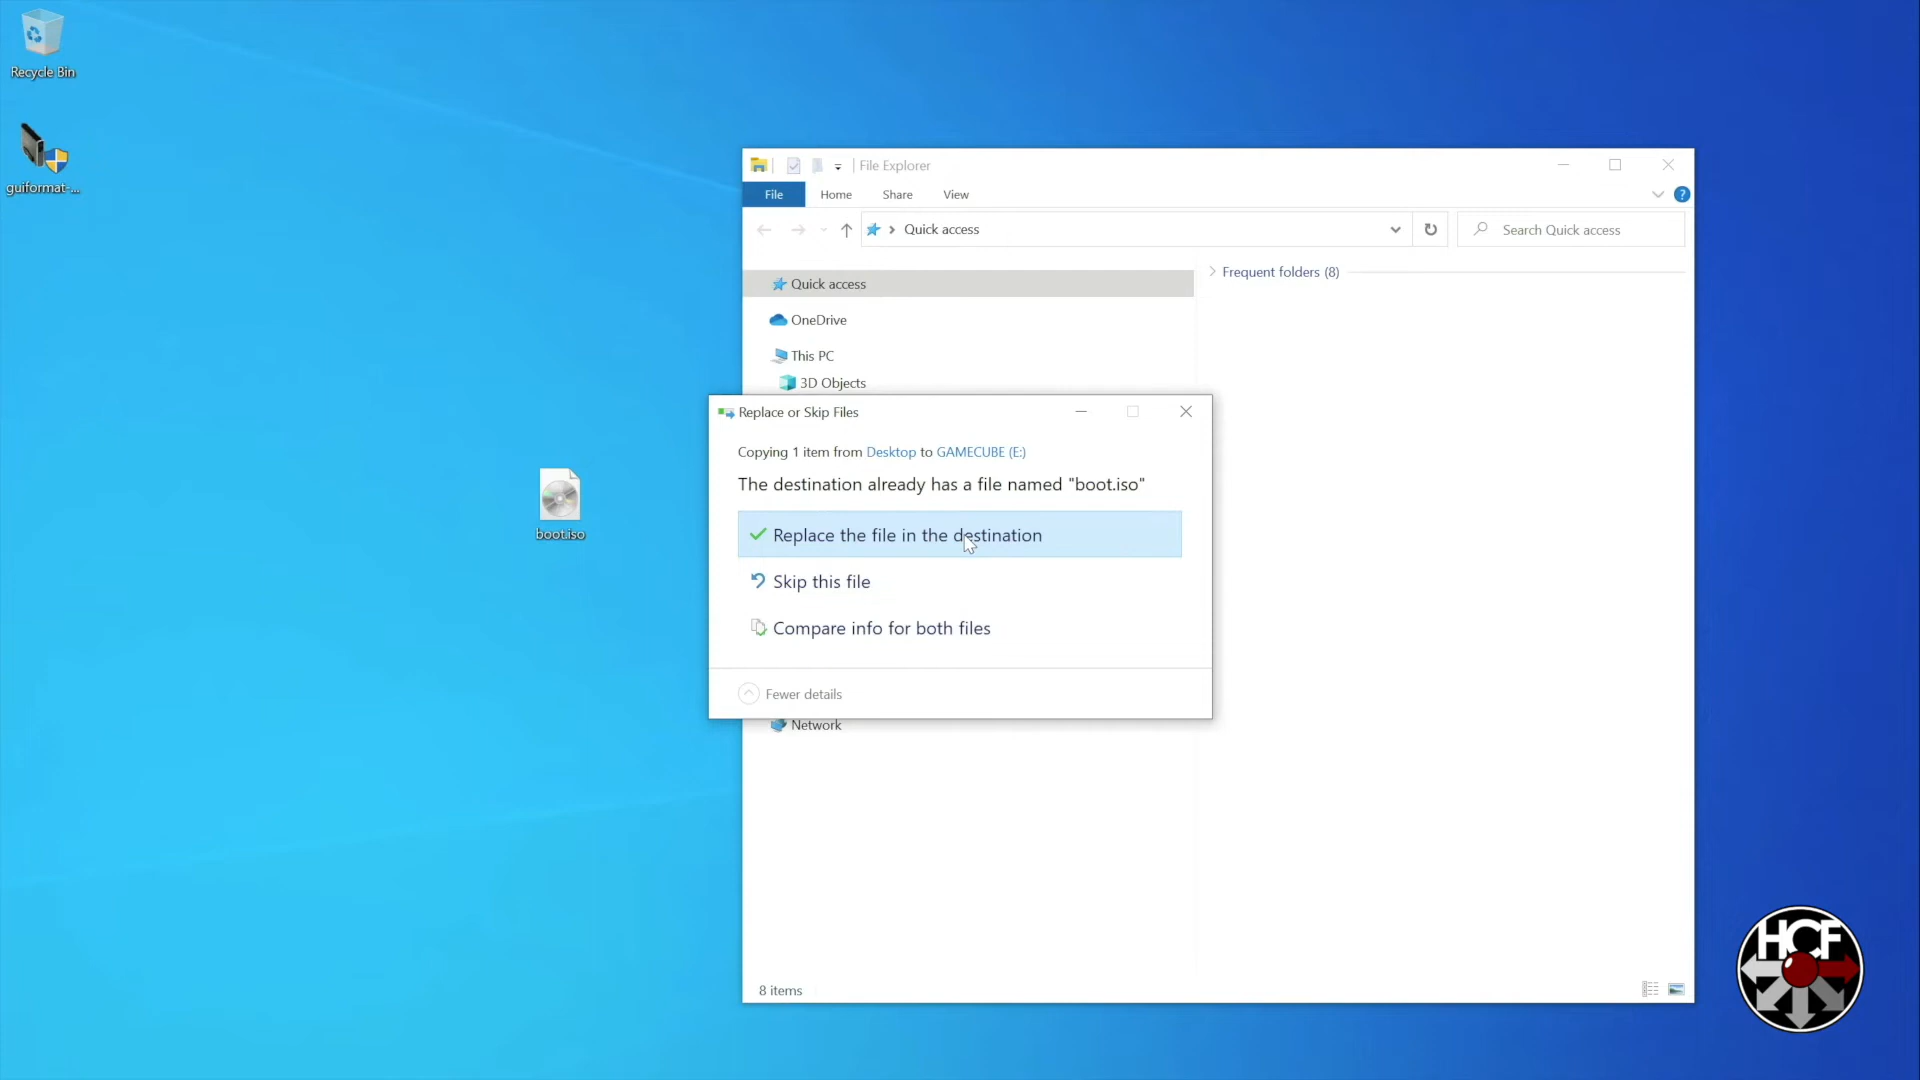 Recycle Bin
guiformat-...
boot.iso
File Explorer
File
Home
Share
View
?
Quick access
Search Quick access
Quick access
OneDrive
This PC
3D Objects
Network
Frequent folders (8)
Replace or Skip Files
Copying 1 item from Desktop to GAMECUBE (E:)
The destination already has a file named "boot.iso"
Replace the file in the destination
Skip this file
Compare info for both files
Fewer details
8 items
HCF